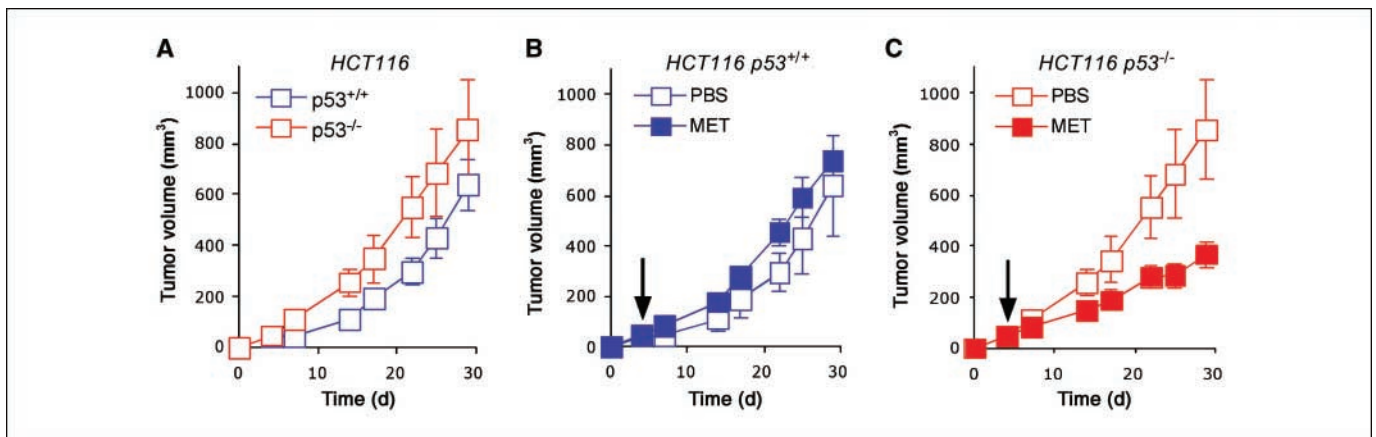 A
HCT116
p53+/+
p53-/-
Tumor volume (mm3)
1000
800
600
400
200
0
0 10 20 30
Time (d)
B
HCT116 p53+/+
PBS
MET
Tumor volume (mm3)
1000
800
600
400
200
0
0 10 20 30
Time (d)
C
HCT116 p53-/-
PBS
MET
Tumor volume (mm3)
1000
800
600
400
200
0
0 10 20 30
Time (d)